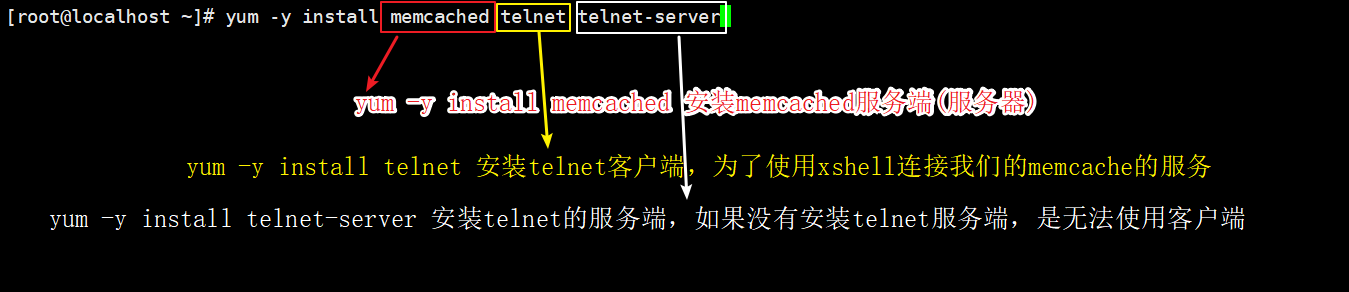 [root@localhost ~]# yum -y install memcached telnet telnet-server
yum -y install memcached 安装memcached服务端(服务器)
yum -y install telnet 安装telnet客户端，为了使用xshell连接我们的memcache的服务
yum -y install telnet-server 安装telnet的服务端，如果没有安装telnet服务端，是无法使用客户端